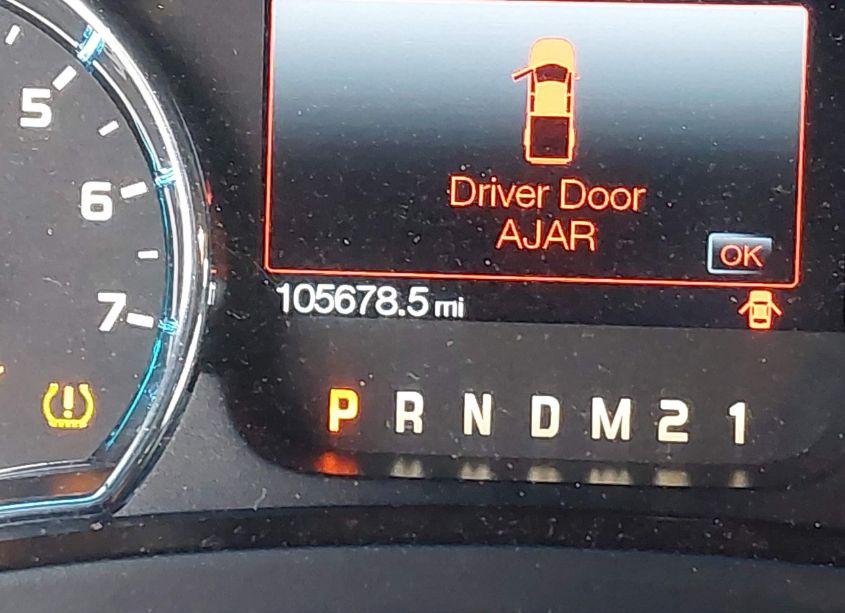 5
6
7
Driver Door
AJAR
OK
105678.5 mi
P R N D M 2 1